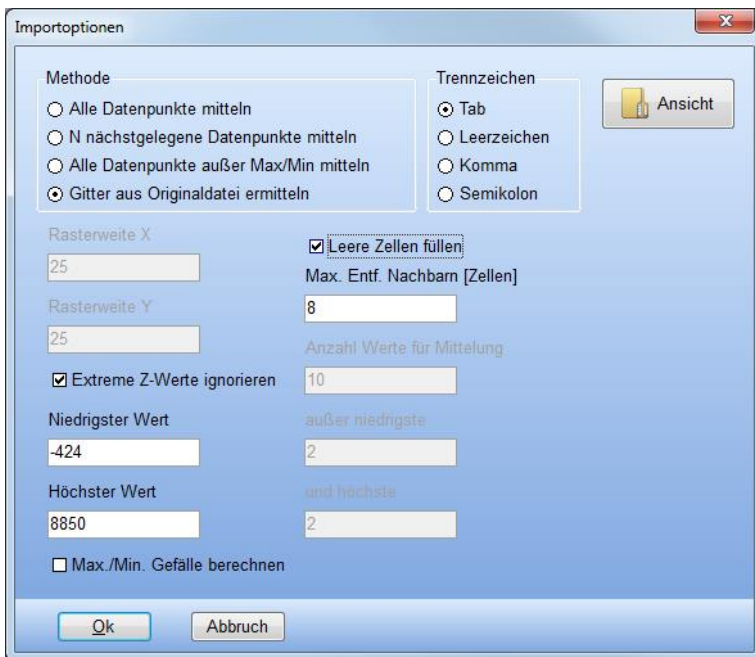 Importoptionen
Methode
Alle Datenpunkte mitteln
N nächstgelegene Datenpunkte mitteln
Alle Datenpunkte außer Max/Min mitteln
Gitter aus Originaldatei ermitteln
Trennzeichen
Tab
Leerzeichen
Komma
Semikolon
Ansicht
Rasterweite X
25
Rasterweite Y
25
Extreme Z-Werte ignorieren
Niedrigster Wert
-424
Höchster Wert
8850
Max./Min. Gefälle berechnen
Leere Zellen füllen
Max. Entf. Nachbarn [Zellen]
8
Anzahl Werte für Mittelung
10
außer niedrigste
2
und höchste
2
Ok
Abbruch